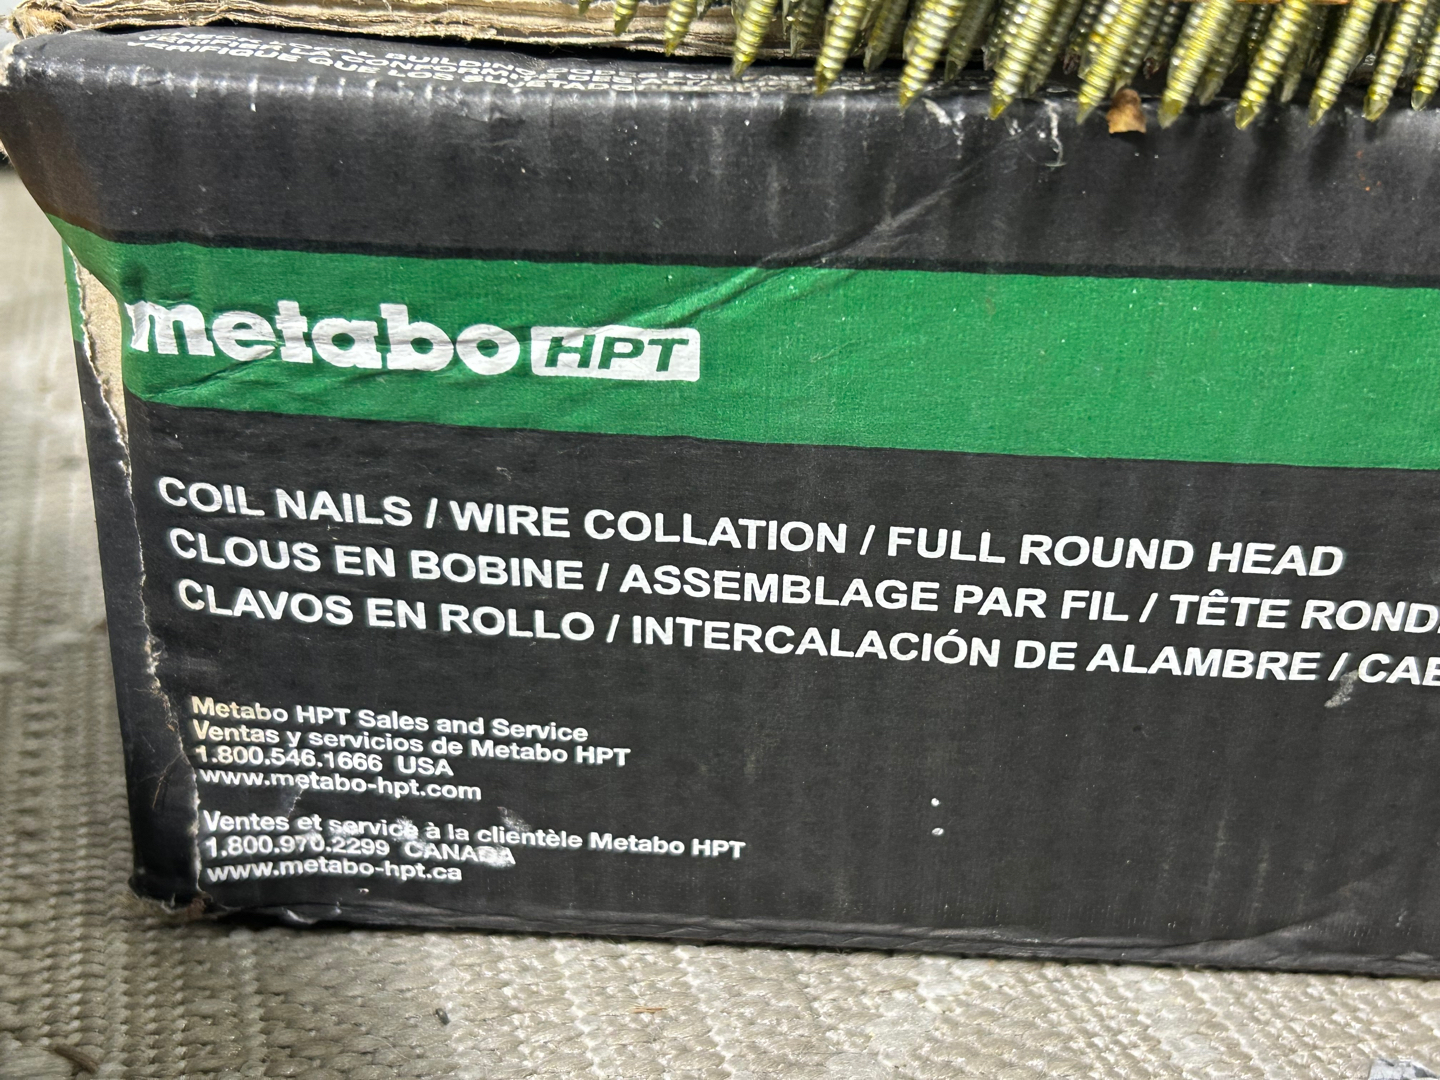 VERIFIQUE QUE LOS
metabo HPT
COIL NAILS / WIRE COLLATION / FULL ROUND HEAD
CLOUS EN BOBINE / ASSEMBLAGE PAR FIL / TÊTE
CLAVOS EN ROLLO / INTERCALACIÓN DE ALAMBRE /
Metabo HPT Sales and Service
Ventas y servicios de Metabo HPT
1.800.546.1666 USA
www.metabo-hpt.com
Ventes et service à la clientèle Metabo HPT
1.800.970.2299 CANADA
www.metabo-hpt.ca